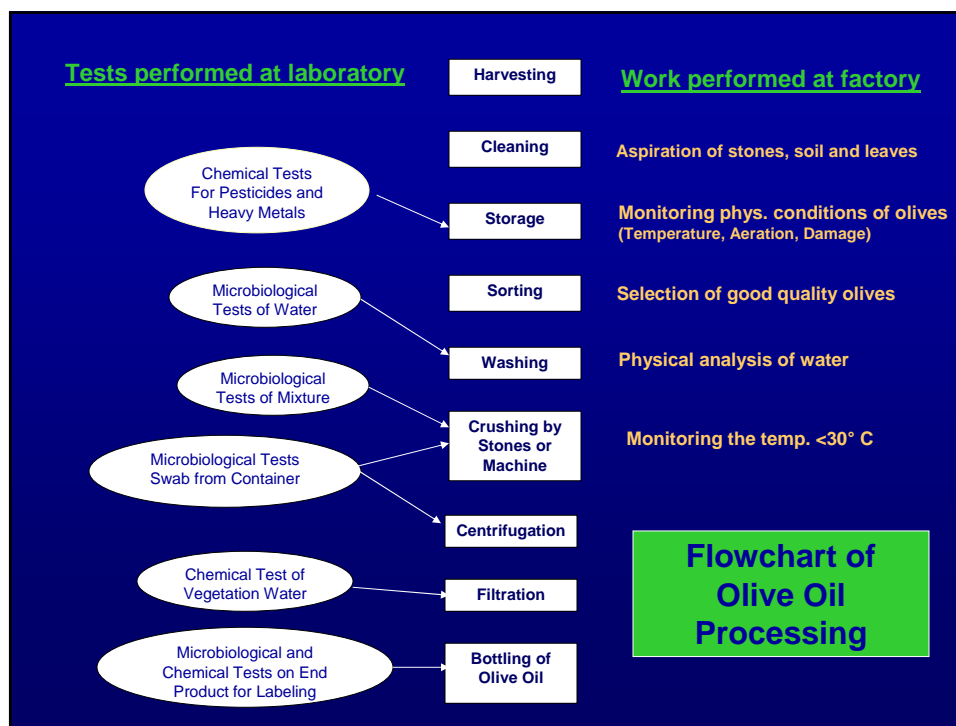 Tests performed at laboratory
Harvesting
Work performed at factory
Cleaning
Aspiration of stones, soil and leaves
Chemical Tests
For Pesticides and
Heavy Metals
Storage
Monitoring phys. conditions of olives
(Temperature, Aeration, Damage)
Microbiological
Tests of Water
Sorting
Selection of good quality olives
Washing
Physical analysis of water
Microbiological
Tests of Mixture
Crushing by
Stones or
Machine
Monitoring the temp. <30° C
Microbiological Tests
Swab from Container
Centrifugation
Chemical Test of
Vegetation Water
Filtration
Microbiological and
Chemical Tests on End
Product for Labeling
Bottling of
Olive Oil
Flowchart of
Olive Oil
Processing